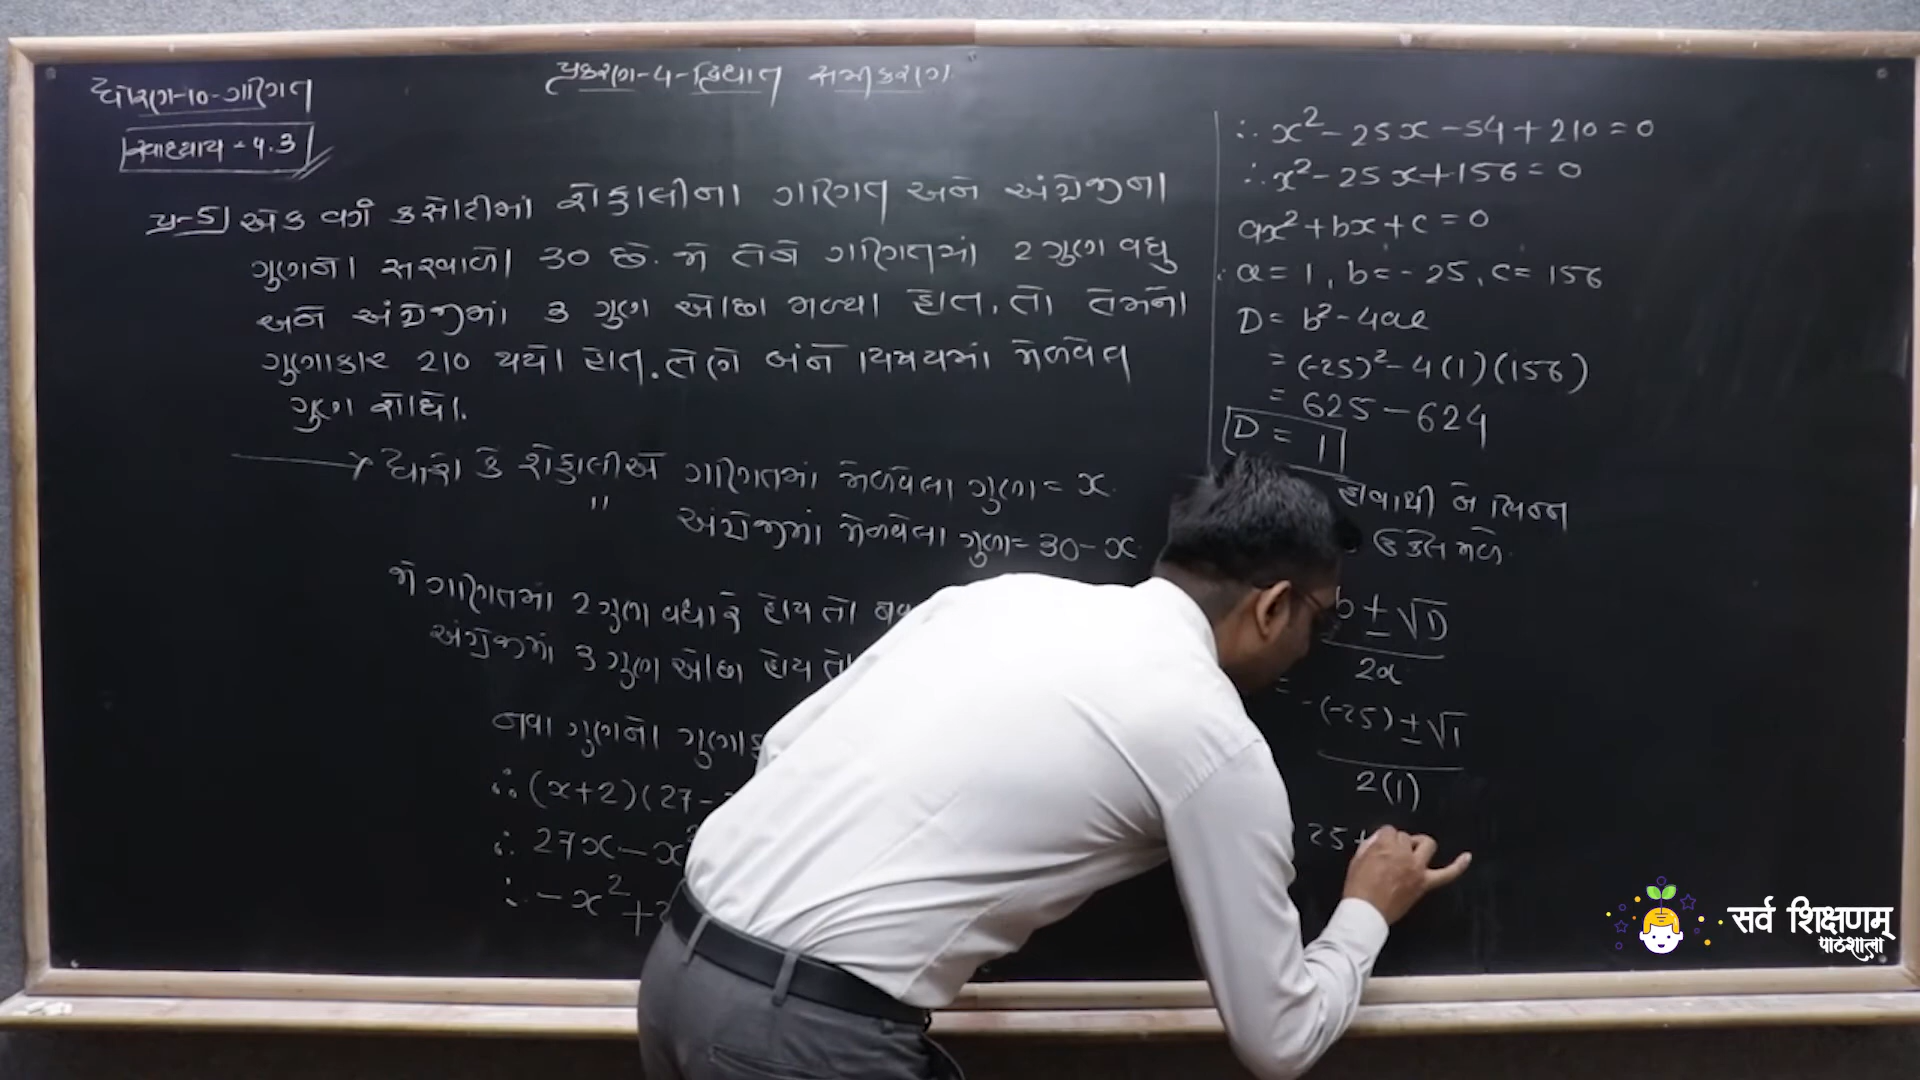 ધોરણ-10-ગણિત
સ્વાધ્યાય - 4.3
પ્રકરણ-4-દ્વિઘાત સમીકરણ
પ્ર-5) એક વર્ગ કસોટીમાં શેફાલીના ગણિત અને અંગ્રેજીના
ગુણનો સરવાળો 30 છે. જો તેને ગણિતમાં 2 ગુણ વધુ
અને અંગ્રેજીમાં 3 ગુણ ઓછા મળ્યા હોત, તો તેમનો
ગુણાકાર 210 થયો હોત. તેણે બંને વિષયમાં મેળવેલ
ગુણ શોધો.
ધારો કે શેફાલીએ ગણિતમાં મેળવેલા ગુણ = x
" અંગ્રેજીમાં મેળવેલા ગુણ = 30-x
જો ગણિતમાં 2 ગુણ વધારે હોય તો
અંગ્રેજીમાં 3 ગુણ ઓછા હોય તો
નવા ગુણનો
∴ (x+2)(27-
∴ 27x - x²
∴ -x² +
∴ x² - 25x - 54 + 210 = 0
∴ x² - 25x + 156 = 0
ax² + bx + c = 0
∴ a = 1, b = -25, c = 156
D = b² - 4ac
= (-25)² - 4(1)(156)
= 625 - 624
D = 1
હોવાથી બે ભિન્ન
ઉકેલ મળે.
b ± √D
2a
= -(-25) ± √1
2(1)
25
सर्व शिक्षणम्
पाठशाला